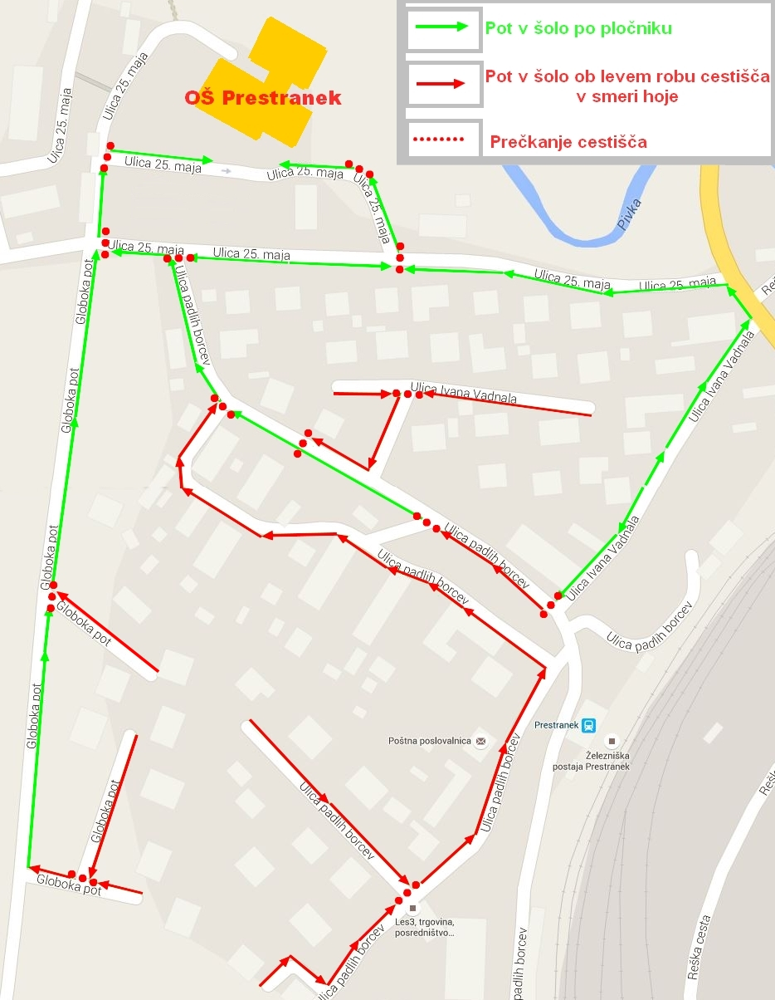 Pot v šolo po pločniku
Pot v šolo ob levem robu cestišča
v smeri hoje
Prečkanje cestišča
OŠ Prestranek
Ulica 25. maja
Ulica 25. maja
Ulica 25. maja
Ulica 25. maja
Ulica 25. maja
Ulica 25. maja
Ulica 25. maja
Ulica 25. maja
Ulica 25. maja
Pivka
Globoka pot
Ulica padlih borcev
Ulica Ivana Vadnala
Ulica Ivana Vadnala
Globoka pot
Globoka pot
Ulica padlih borcev
Ulica Ivana Vadnala
Ulica padlih borcev
Globoka pot
Ulica padlih borcev
Globoka pot
Prestranek
Poštna poslovalnica
Železniška
postaja Prestranek
Ulica padlih borcev
Globoka pot
Ulica padlih borcev
Globoka pot
Les3, trgovina,
posredništvo...
Ulica padlih borcev
padlih borcev
Reška cesta